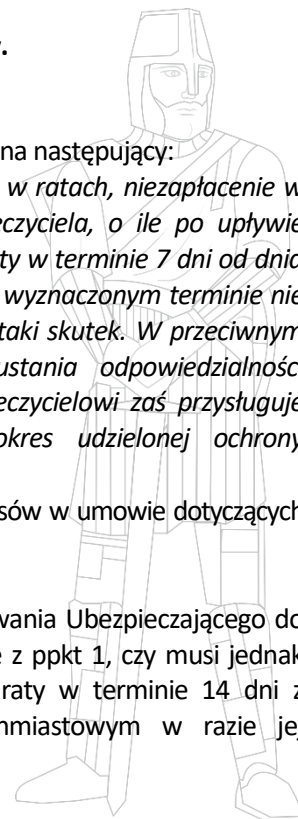 .
na następujący:
w ratach, niezapłacenie w
eczyciela, o ile po upływie
ty w terminie 7 dni od dnia
wyznaczonym terminie nie
taki skutek. W przeciwnym
ustania odpowiedzialności
eczycielowi zaś przysługuje
okres udzielonej ochrony
sów w umowie dotyczących
wania Ubezpieczającego do
e z ppkt 1, czy musi jednak
raty w terminie 14 dni z
hmiastowym w razie jej